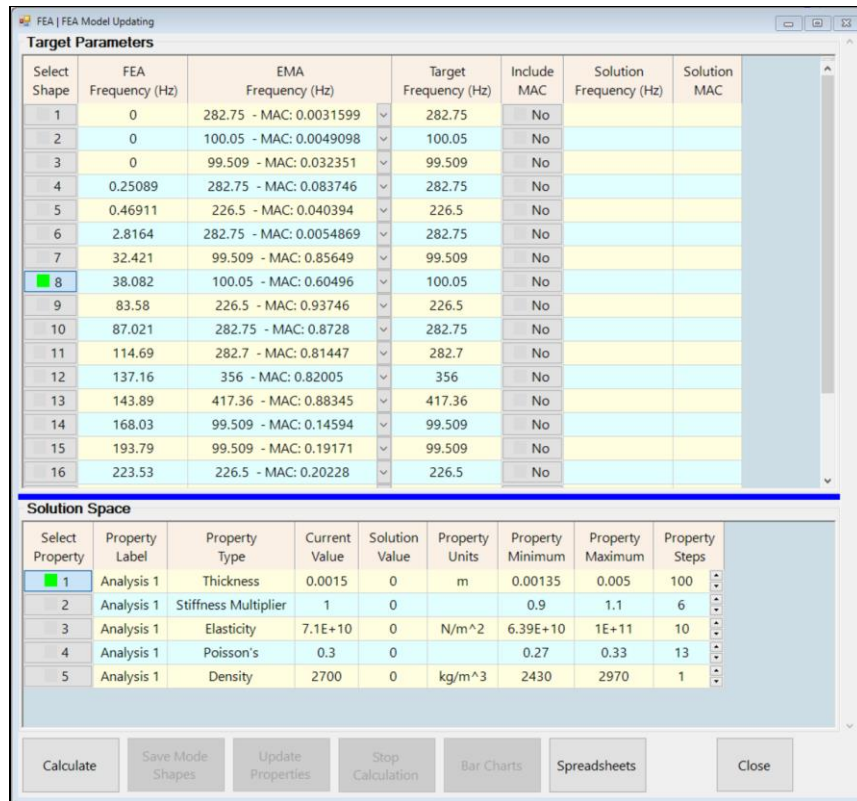 FEA | FEA Model Updating
Target Parameters
Select Shape FEA Frequency (Hz) EMA Frequency (Hz) Target Frequency (Hz) Include MAC Solution Frequency (Hz) Solution MAC
1 0 282.75 - MAC: 0.0031599 282.75 No
2 0 100.05 - MAC: 0.0049098 100.05 No
3 0 99.509 - MAC: 0.032351 99.509 No
4 0.25089 282.75 - MAC: 0.083746 282.75 No
5 0.46911 226.5 - MAC: 0.040394 226.5 No
6 2.8164 282.75 - MAC: 0.0054869 282.75 No
7 32.421 99.509 - MAC: 0.85649 99.509 No
8 38.082 100.05 - MAC: 0.60496 100.05 No
9 83.58 226.5 - MAC: 0.93746 226.5 No
10 87.021 282.75 - MAC: 0.8728 282.75 No
11 114.69 282.7 - MAC: 0.81447 282.7 No
12 137.16 356 - MAC: 0.82005 356 No
13 143.89 417.36 - MAC: 0.88345 417.36 No
14 168.03 99.509 - MAC: 0.14594 99.509 No
15 193.79 99.509 - MAC: 0.19171 99.509 No
16 223.53 226.5 - MAC: 0.20228 226.5 No
Solution Space
Select Property Property Label Property Type Current Value Solution Value Property Units Property Minimum Property Maximum Property Steps
1 Analysis 1 Thickness 0.0015 0 m 0.00135 0.005 100
2 Analysis 1 Stiffness Multiplier 1 0 0.9 1.1 6
3 Analysis 1 Elasticity 7.1E+10 0 N/m^2 6.39E+10 1E+11 10
4 Analysis 1 Poisson's 0.3 0 0.27 0.33 13
5 Analysis 1 Density 2700 0 kg/m^3 2430 2970 1
Calculate Save Mode Shapes Update Properties Stop Calculation Bar Charts Spreadsheets Close